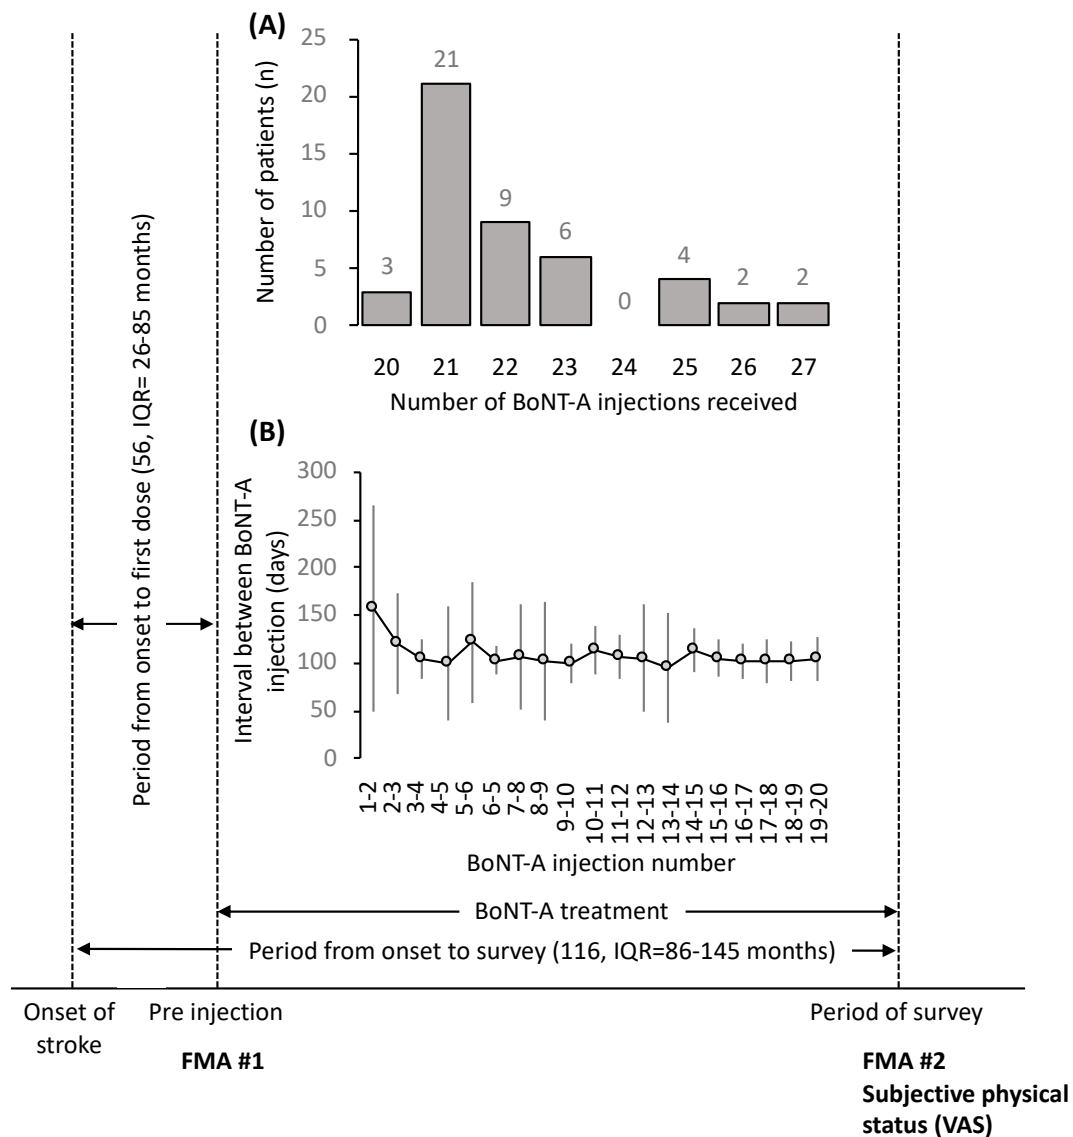 (A)
Number of patients (n)
25
20
15
10
5
0
3
21
9
6
0
4
2
2
20 21 22 23 24 25 26 27
Number of BoNT-A injections received
Period from onset to first dose (56, IQR= 26-85 months)
(B)
Interval between BoNT-A
injection (days)
300
250
200
150
100
50
0
1-2
2-3
3-4
4-5
5-6
6-5
7-8
8-9
9-10
10-11
11-12
12-13
13-14
14-15
15-16
16-17
17-18
18-19
19-20
BoNT-A injection number
BoNT-A treatment
Period from onset to survey (116, IQR=86-145 months)
Onset of
stroke
Pre injection
FMA #1
Period of survey
FMA #2
Subjective physical
status (VAS)